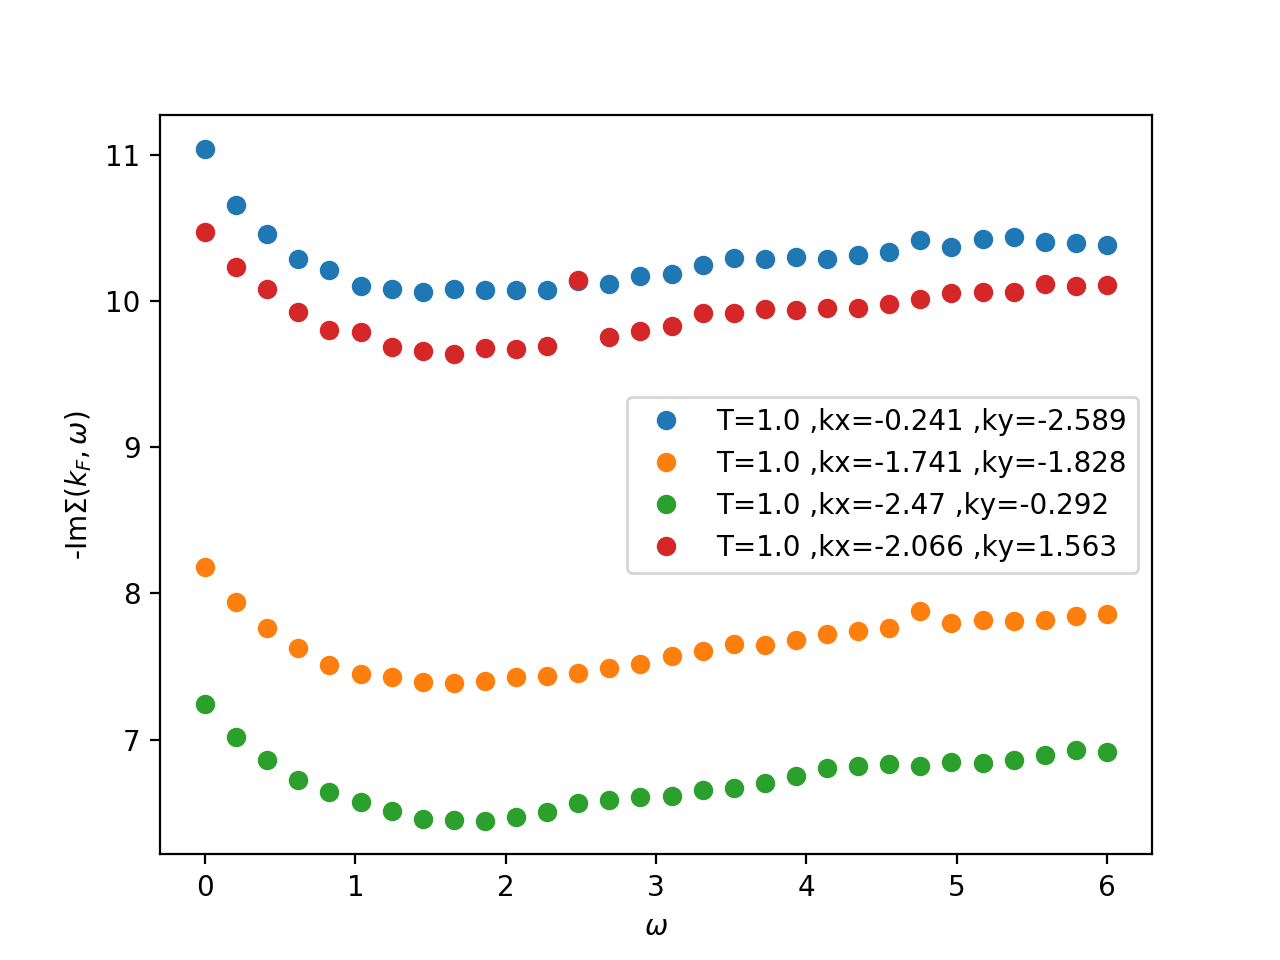 11
10
9
8
7
-ImΣ(k_F, ω)
T=1.0 ,kx=-0.241 ,ky=-2.589
T=1.0 ,kx=-1.741 ,ky=-1.828
T=1.0 ,kx=-2.47 ,ky=-0.292
T=1.0 ,kx=-2.066 ,ky=1.563
0 1 2 3 4 5 6
ω